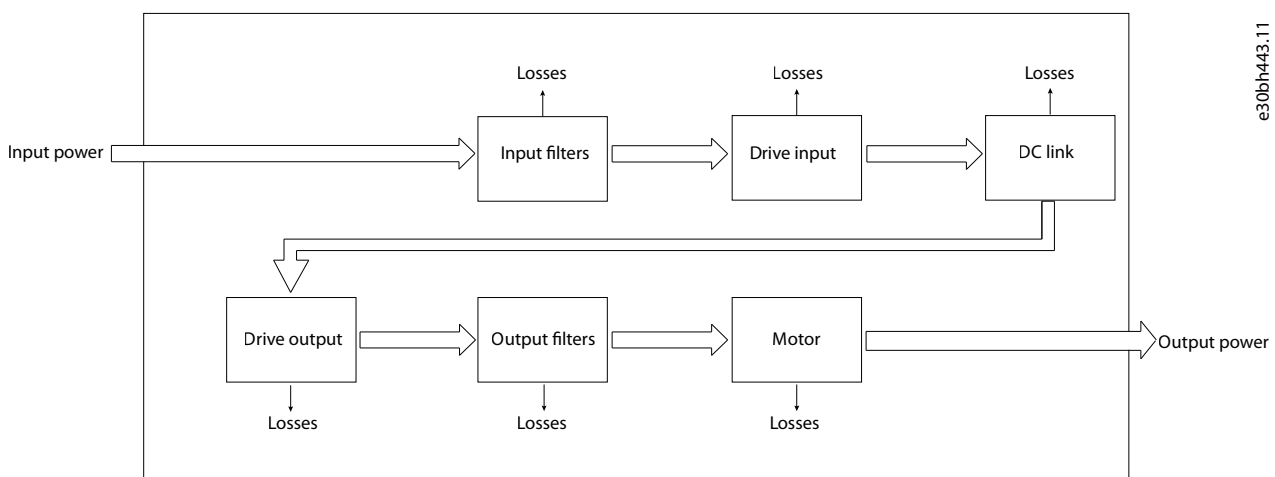 e30bh443.11
Losses
Losses
Losses
Input power
Input filters
Drive input
DC link
Drive output
Output filters
Motor
Output power
Losses
Losses
Losses